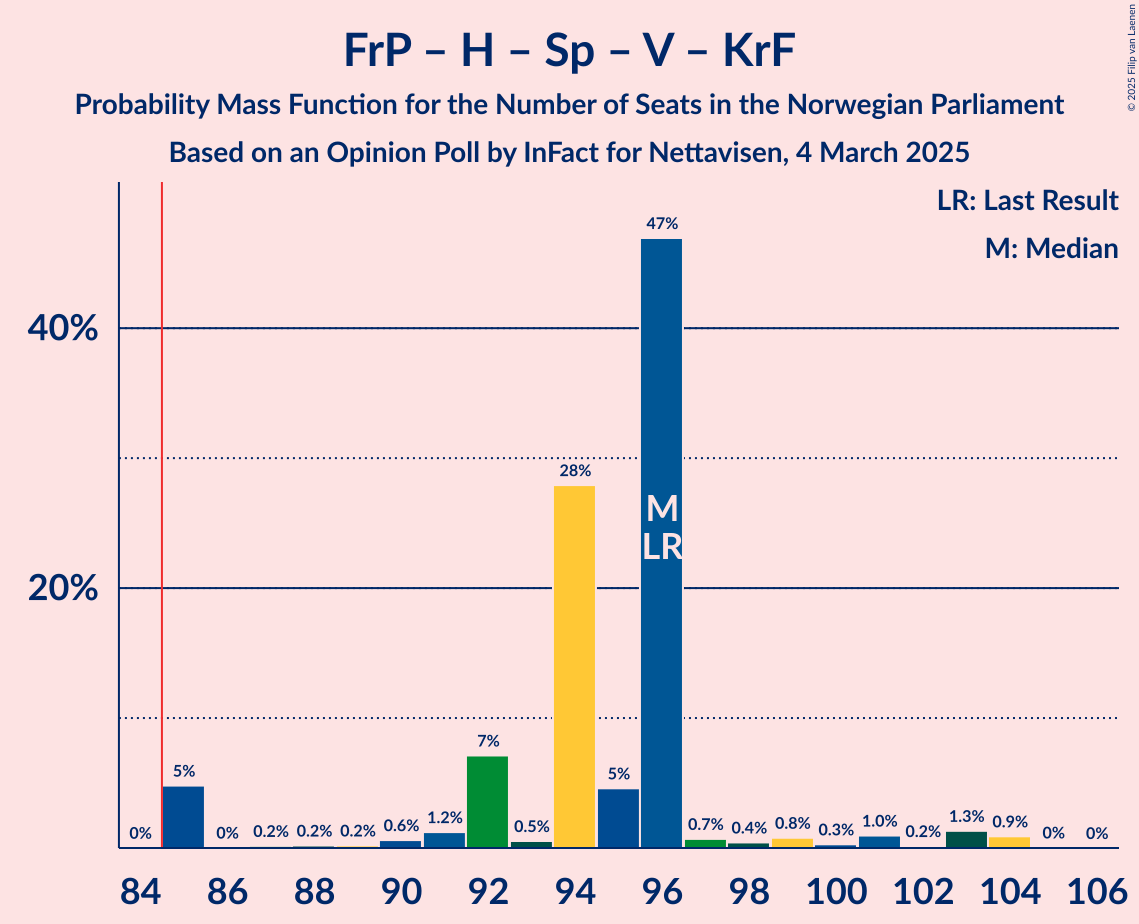 FrP – H – Sp – V – KrF
Probability Mass Function for the Number of Seats in the Norwegian Parliament
Based on an Opinion Poll by InFact for Nettavisen, 4 March 2025
© 2025 Filip van Laenen
LR: Last Result
M: Median
40%
20%
0%
5%
0%
0.2%
0.2%
0.2%
0.6%
1.2%
7%
0.5%
28%
5%
47%
M
LR
0.7%
0.4%
0.8%
0.3%
1.0%
0.2%
1.3%
0.9%
0%
0%
84 86 88 90 92 94 96 98 100 102 104 106